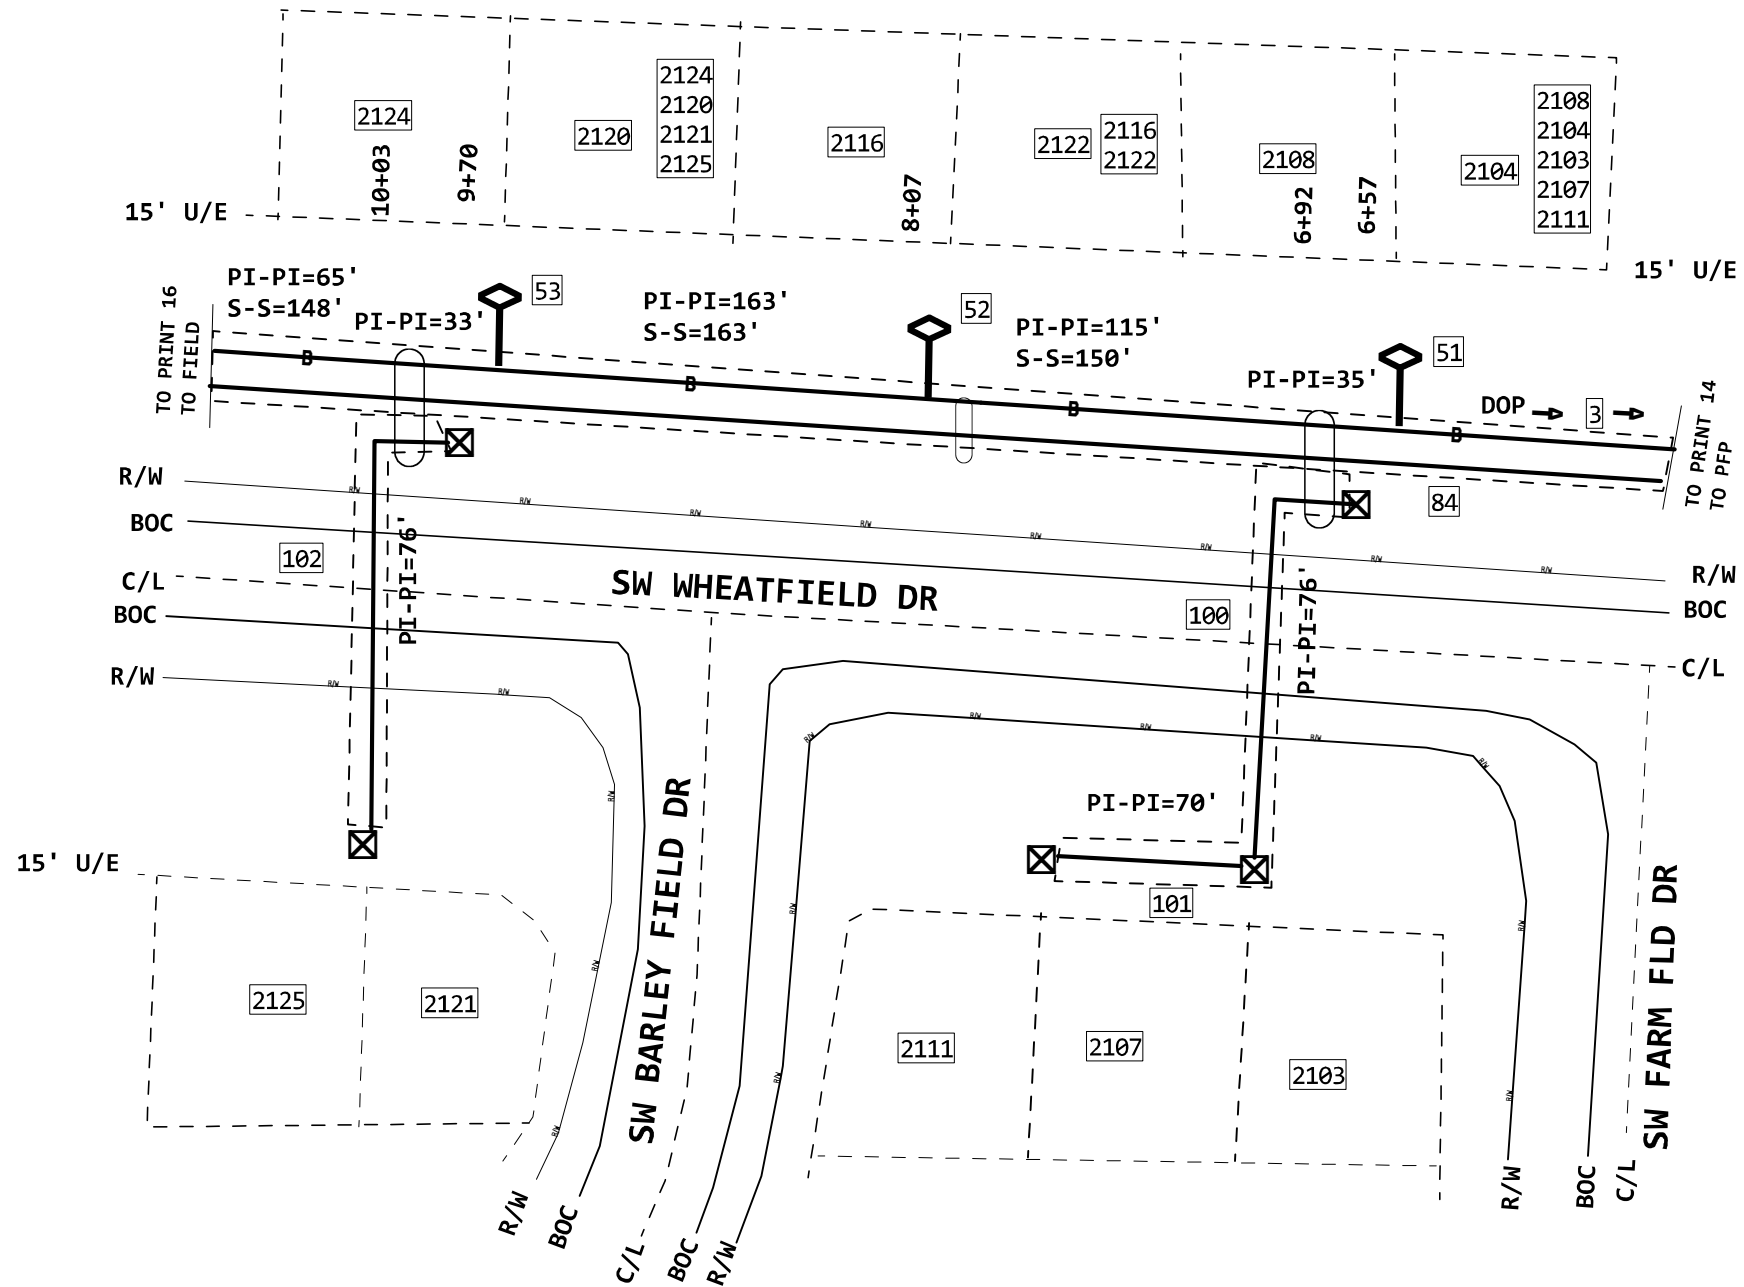 2124
2120
2124
2120
2121
2125
2116
2122
2116
2122
2108
2104
2108
2104
2103
2107
2111
10+03
9+70
8+07
6+92
6+57
15' U/E
15' U/E
PI-PI=65'
S-S=148'
PI-PI=33'
53
PI-PI=163'
S-S=163'
52
PI-PI=115'
S-S=150'
PI-PI=35'
51
DOP
3
TO PRINT 16
TO FIELD
TO PRINT 14
TO PFP
B
B
B
B
R/W
R/W
R/W
R/W
R/W
R/W
R/W
R/W
R/W
84
BOC
102
PI-PI=76'
C/L
SW WHEATFIELD DR
100
PI-PI=76'
R/W
BOC
BOC
C/L
R/W
R/W
R/W
R/W
R/W
R/W
R/W
R/W
SW BARLEY FIELD DR
R/W
R/W
R/W
R/W
R/W
R/W
R/W
PI-PI=70'
101
15' U/E
2125
2121
2111
2107
2103
SW FARM FLD DR
R/W
BOC
C/L
BOC
R/W
R/W
BOC
C/L